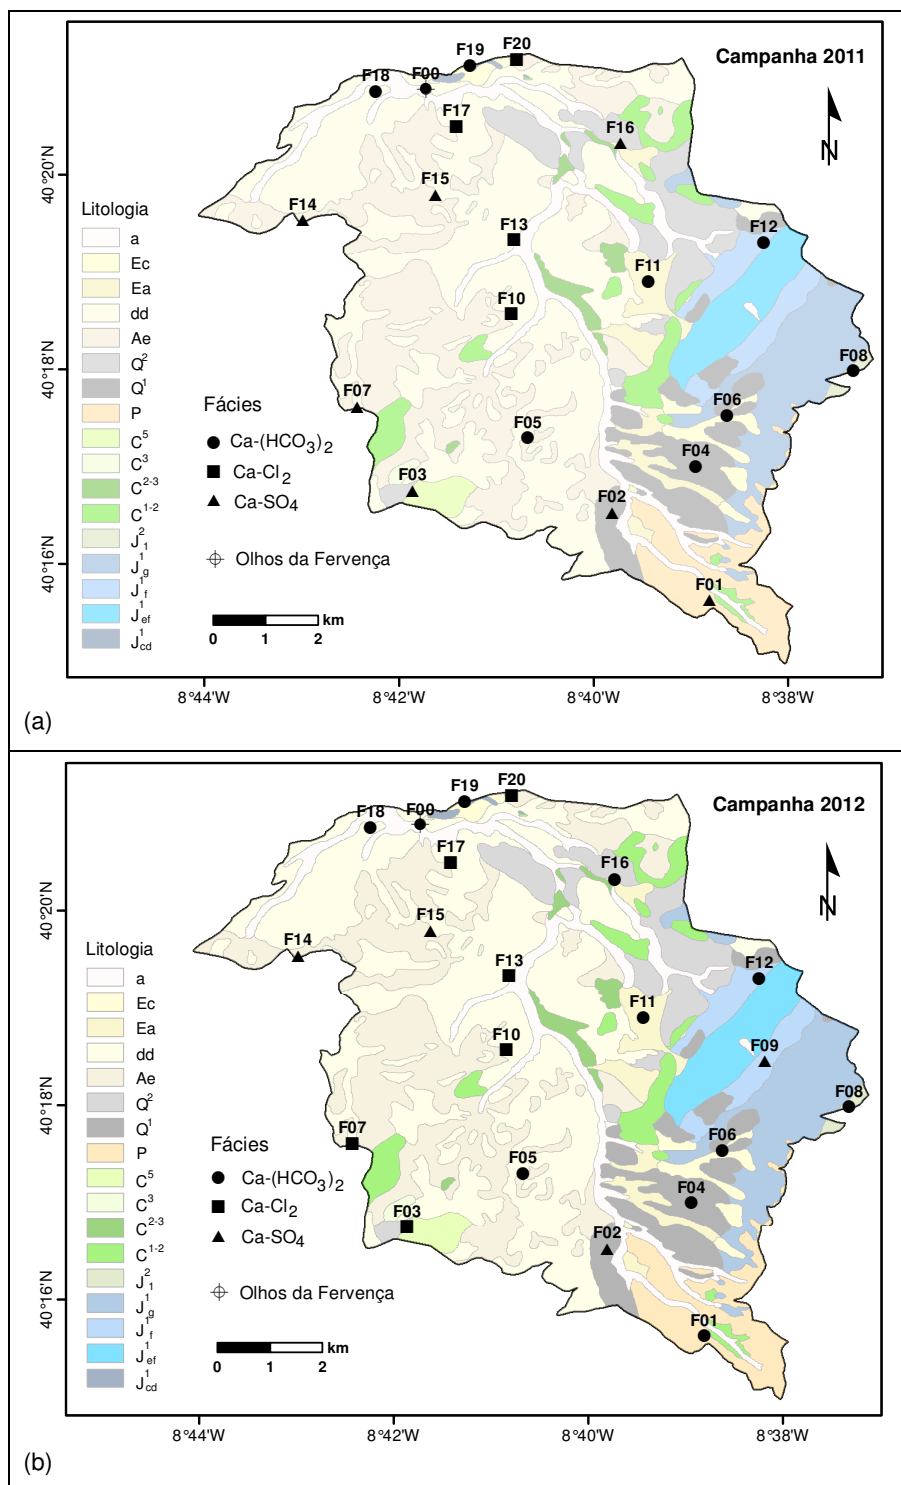 Campanha 2011
F19
F20
F18
F00
F17
F16
40°20'N
F15
F14
F13
F12
F11
F10
F08
40°18'N
F07
F06
F05
F04
F03
F02
40°16'N
F01
N
Litologia
a
Ec
Ea
dd
Ae
Q²
Q¹
P
C⁵
C³
C²⁻³
C¹⁻²
J²₁
J¹g
J¹f
J¹ef
J¹cd
Fácies
Ca-(HCO₃)₂
Ca-Cl₂
Ca-SO₄
Olhos da Fervença
km
0 1 2
8°44'W 8°42'W 8°40'W 8°38'W
(a)
Campanha 2012
F19
F20
F18
F00
F17
F16
40°20'N
F15
F14
F13
F12
F11
F10
F09
F08
40°18'N
F07
F06
F05
F04
F03
F02
40°16'N
F01
N
Litologia
a
Ec
Ea
dd
Ae
Q²
Q¹
P
C⁵
C³
C²⁻³
C¹⁻²
J²₁
J¹g
J¹f
J¹ef
J¹cd
Fácies
Ca-(HCO₃)₂
Ca-Cl₂
Ca-SO₄
Olhos da Fervença
km
0 1 2
8°44'W 8°42'W 8°40'W 8°38'W
(b)